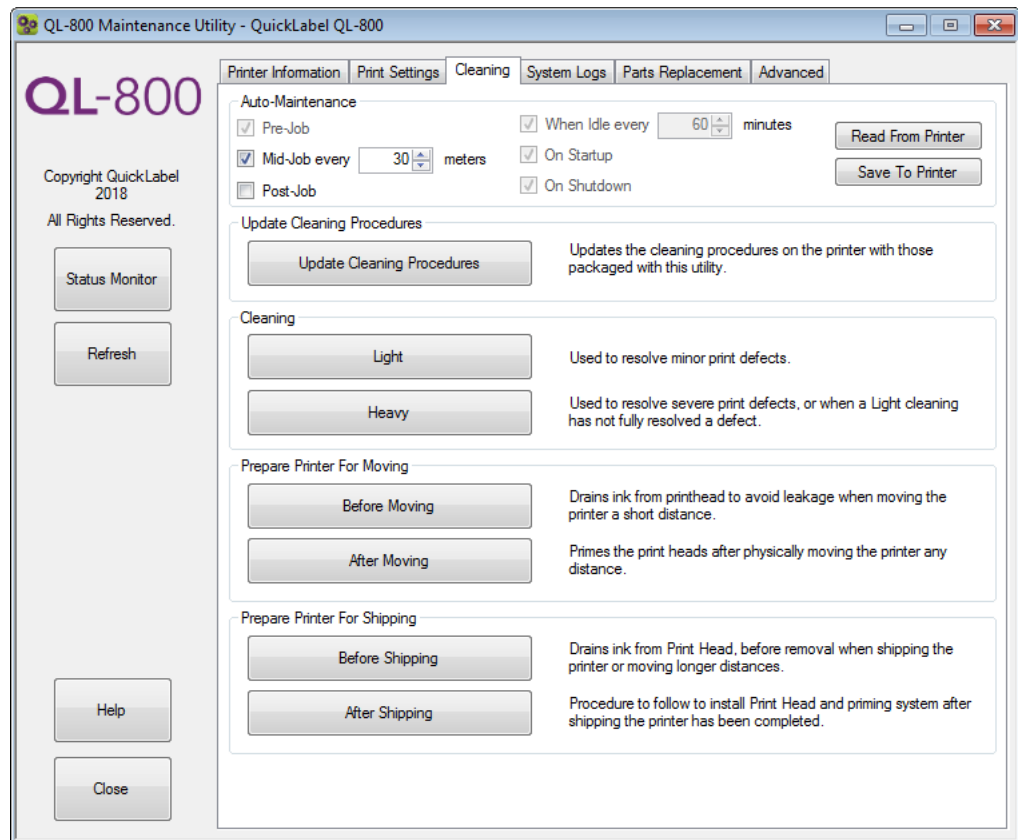 QL-800 Maintenance Utility - QuickLabel QL-800
QL-800
Copyright QuickLabel
2018
All Rights Reserved.
Status Monitor
Refresh
Help
Close
Printer Information
Print Settings
Cleaning
System Logs
Parts Replacement
Advanced
Auto-Maintenance
Pre-Job
Mid-Job every 30 meters
Post-Job
When Idle every 60 minutes
On Startup
On Shutdown
Read From Printer
Save To Printer
Update Cleaning Procedures
Update Cleaning Procedures
Updates the cleaning procedures on the printer with those
packaged with this utility.
Cleaning
Light
Used to resolve minor print defects.
Heavy
Used to resolve severe print defects, or when a Light cleaning
has not fully resolved a defect.
Prepare Printer For Moving
Before Moving
Drains ink from printhead to avoid leakage when moving the
printer a short distance.
After Moving
Primes the print heads after physically moving the printer any
distance.
Prepare Printer For Shipping
Before Shipping
Drains ink from Print Head, before removal when shipping the
printer or moving longer distances.
After Shipping
Procedure to follow to install Print Head and priming system after
shipping the printer has been completed.